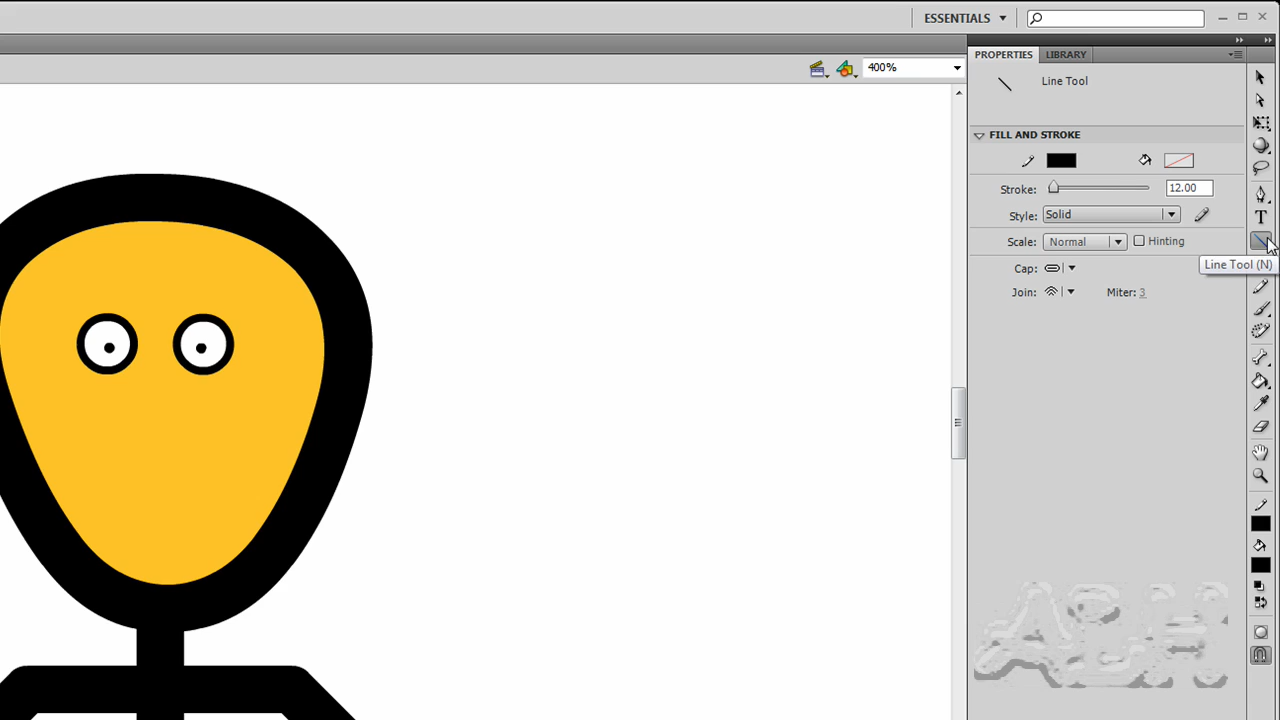 ESSENTIALS
400%
PROPERTIES LIBRARY
Line Tool
FILL AND STROKE
Stroke: 12.00
Style: Solid
Scale: Normal Hinting
Line Tool (N)
Cap:
Join: Miter: 3
T